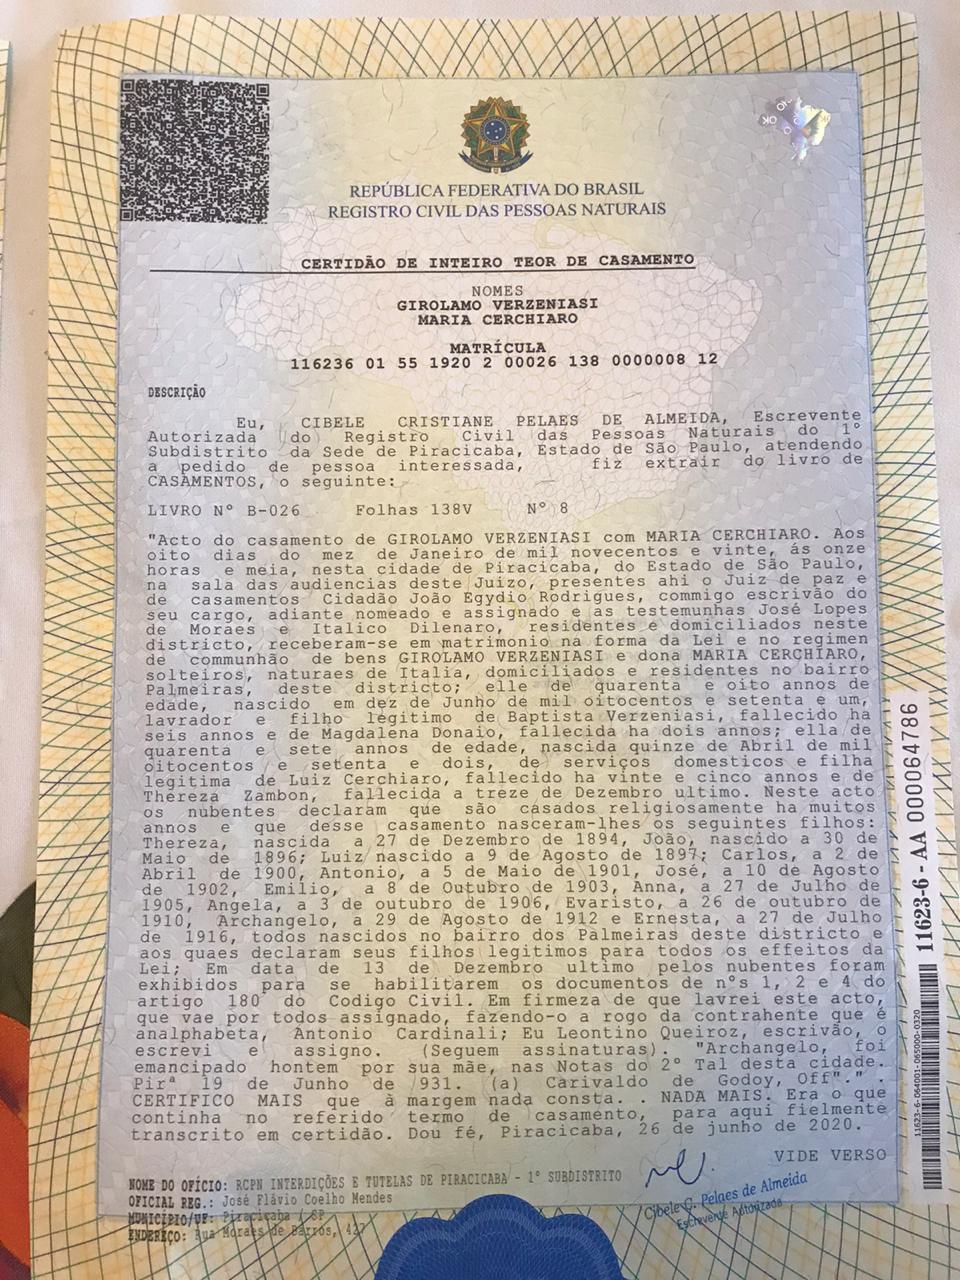 REPÚBLICA FEDERATIVA DO BRASIL
REGISTRO CIVIL DAS PESSOAS NATURAIS
CERTIDÃO DE INTEIRO TEOR DE CASAMENTO
NOMES
GIROLAMO VERZENIASI
MARIA CERCHIARO
MATRÍCULA
116236 01 55 1920 2 00026 138 0000008 12
DESCRIÇÃO
Eu, CIBELE CRISTIANE PELAES DE ALMEIDA, Escrevente
Autorizada do Registro Civil das Pessoas Naturais do 1º
Subdistrito da Sede de Piracicaba, Estado de São Paulo, atendendo
a pedido de pessoa interessada, fiz extrair do livro de
CASAMENTOS, o seguinte:
LIVRO Nº B-026 Folhas 138V Nº 8
"Acto do casamento de GIROLAMO VERZENIASI com MARIA CERCHIARO. Aos
oito dias do mez de Janeiro de mil novecentos e vinte, ás onze
horas e meia, nesta cidade de Piracicaba, do Estado de São Paulo,
na sala das audiencias deste Juizo, presentes ahi o Juiz de paz e
de casamentos Cidadão João Egydio Rodrigues, commigo escrivão do
seu cargo, adiante nomeado e assignado e as testemunhas José Lopes
de Moraes e Italico Dilenaro, residentes e domiciliados neste
districto, receberam-se em matrimonio na forma da Lei e no regimen
de communhão de bens GIROLAMO VERZENIASI e dona MARIA CERCHIARO,
solteiros, naturaes de Italia, domiciliados e residentes no bairro
Palmeiras, deste districto; elle de quarenta e oito annos de
edade, nascido em dez de Junho de mil oitocentos e setenta e um,
lavrador e filho légitimo de Baptista Verzeniasi, fallecido ha
seis annos e de Magdalena Donaio, fallecida ha dois annos; ella de
quarenta e sete annos de edade, nascida quinze de Abril de mil
oitocentos e setenta e dois, de serviços domesticos e filha
legitima de Luiz Cerchiaro, fallecido ha vinte e cinco annos e de
Thereza Zambon, fallecida a treze de Dezembro ultimo. Neste acto
os nubentes declaram que são casados religiosamente ha muitos
annos e que desse casamento nasceram-lhes os seguintes filhos:
Thereza, nascida a 27 de Dezembro de 1894, João, nascido a 30 de
Maio de 1896; Luiz nascido a 9 de Agosto de 1897; Carlos, a 2 de
Abril de 1900, Antonio, a 5 de Maio de 1901, José, a 10 de Agosto
de 1902, Emilio, a 8 de Outubro de 1903, Anna, a 27 de Julho de
1905, Angela, a 3 de outubro de 1906, Evaristo, a 26 de outubro de
1910, Archangelo, a 29 de Agosto de 1912 e Ernesta, a 27 de Julho
de 1916, todos nascidos no bairro dos Palmeiras deste districto e
aos quaes declaram seus filhos legitimos para todos os effeitos da
Lei; Em data de 13 de Dezembro ultimo pelos nubentes foram
exhibidos para se habilitarem os documentos de nºs 1, 2 e 4 do
artigo 180 do Codigo Civil. Em firmeza de que lavrei este acto,
que vae por todos assignado, fazendo-o a rogo da contrahente que é
analphabeta, Antonio Cardinali; Eu Leontino Queiroz, escrivão, o
escrevi e assigno. (Seguem assinaturas). "Archangelo, foi
emancipado hontem por sua mãe, nas Notas do 2º Tal desta cidade.
Pirª 19 de Junho de /931. (a) Carivaldo de Godoy, Offº." .
CERTIFICO MAIS que à margem nada consta. . NADA MAIS. Era o que
continha no referido termo de casamento, para aqui fielmente
transcrito em certidão. Dou fé, Piracicaba, 26 de junho de 2020.
VIDE VERSO
NOME DO OFÍCIO: RCPN INTERDIÇÕES E TUTELAS DE PIRACICABA - 1º SUBDISTRITO
OFICIAL REG.: José Flávio Coelho Mendes
MUNICÍPIO/UF: Piracicaba / SP
ENDEREÇO: Rua Moraes de Barros, 427
Cibele C. Pelaes de Almeida
Escrevente Autorizada
11623-6 - AA 000064786
11623-6-064001-065000-0320